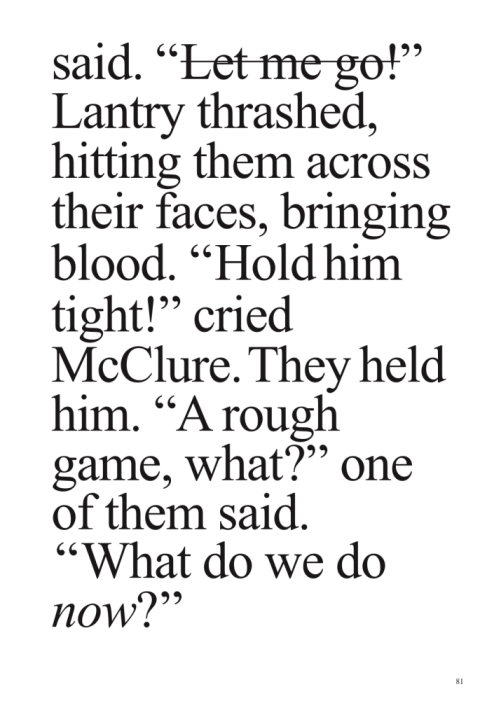 said. “Let me go!”
Lantry thrashed,
hitting them across
their faces, bringing
blood. “Hold him
tight!” cried
McClure. They held
him. “A rough
game, what?” one
of them said.
“What do we do
now?”
81